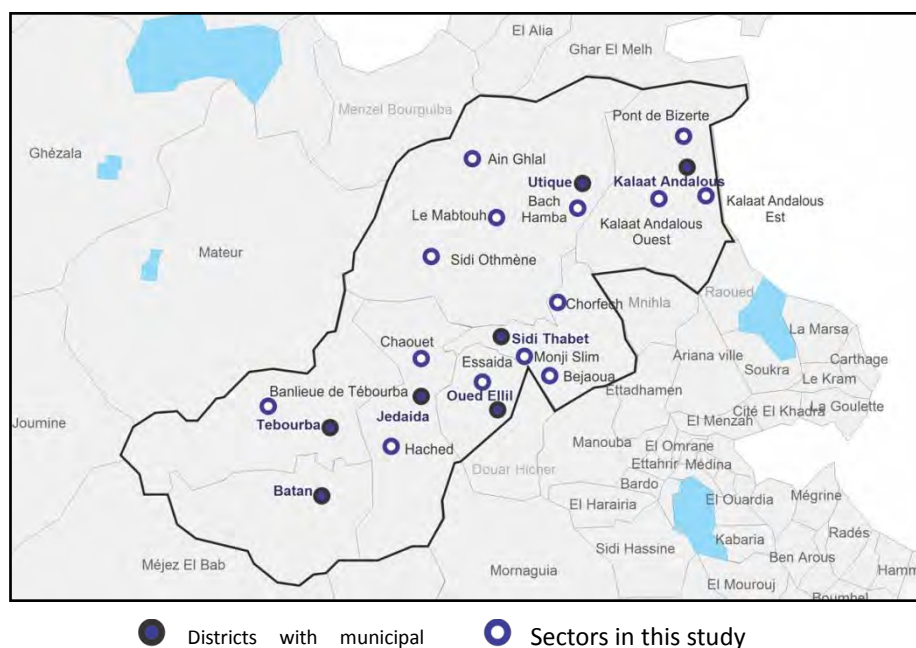 El Alia
Ghar El Melh
Menzel Bourguiba
Pont de Bizerte
Ghézala
Ain Ghlal
Utique
Kalaat Andalous
Bach
Hamba
Le Mabtouh
Kalaat Andalous
Est
Kalaat Andalous
Ouest
Mateur
Sidi Othmène
Mnihla
Raoued
Chorfech
La Marsa
Sidi Thabet
Chaouet
Monji Slim
Ariana ville
Carthage
Essaida
Soukra
Bejaoua
Le Kram
Ettadhamen
Banlieue de Tébourba
Oued Ellil
La Goulette
Cité El Khadra
Jedaida
El Menzah
Joumine
Tebourba
Manouba
El Omrane
Hached
Ettahrir
Médina
Douar Hicher
Bardo
Batan
El Harairia
El Ouardia
Mégrine
Kabaria
Radés
Sidi Hassine
Ben Arous
Méjez El Bab
Mornaguia
Hamm
El Mourouj
Boumhel
Districts with municipal
Sectors in this study